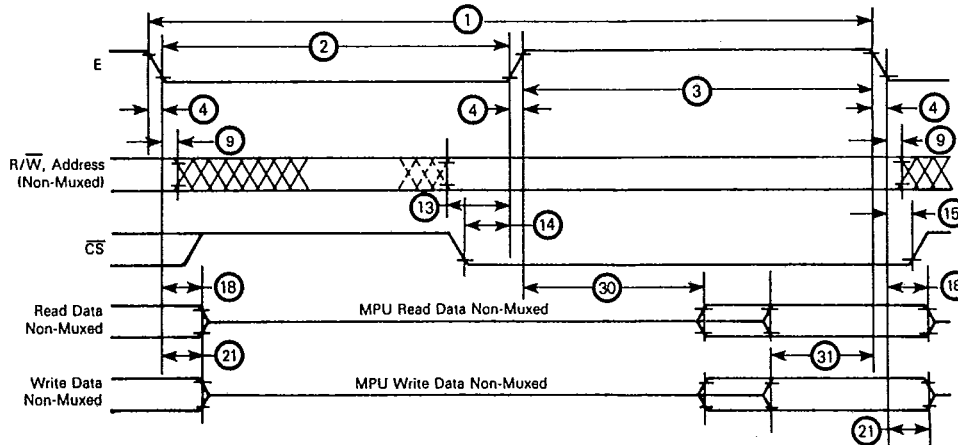 1
2
E
3
4
4
4
9
9
R/W̅, Address
(Non-Muxed)
13
14
15
C̅S̅
18
30
18
Read Data
Non-Muxed
MPU Read Data Non-Muxed
21
31
Write Data
Non-Muxed
MPU Write Data Non-Muxed
21